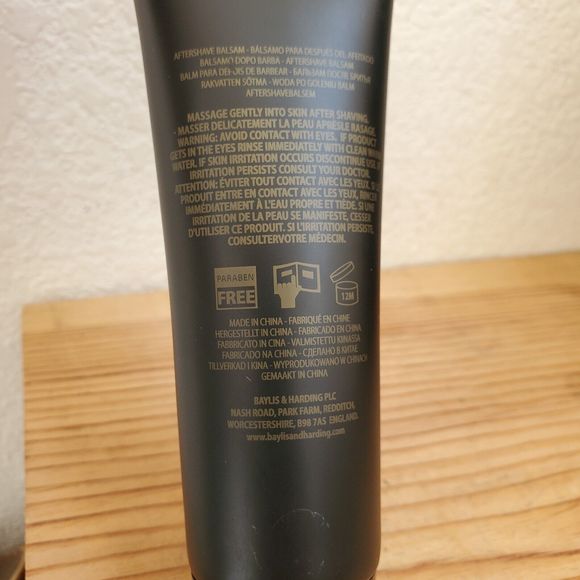 AFTERSHAVE BALSAM - BÁLSAMO PARA DESPUÉS DEL AFEITADO
BALSAMO DOPO BARBA - AFTERSHAVE BALSAM
BALM PARA DEPOIS DE BARBEAR - БАЛЬЗАМ ПОСЛЕ БРИТЬЯ
RAKVATTEN SÖTMA - WODA PO GOLENIU BALM
AFTERSHAVEBALSEM
MASSAGE GENTLY INTO SKIN AFTER SHAVING.
- MASSER DELICATEMENT LA PEAU APRÈSLE RASAGE.
WARNING: AVOID CONTACT WITH EYES. IF PRODUCT
GETS IN THE EYES RINSE IMMEDIATELY WITH CLEAN WARM
WATER. IF SKIN IRRITATION OCCURS DISCONTINUE USE. IF
IRRITATION PERSISTS CONSULT YOUR DOCTOR.
ATTENTION: ÉVITER TOUT CONTACT AVEC LES YEUX. SI LE
PRODUIT ENTRE EN CONTACT AVEC LES YEUX, RINCER
IMMÉDIATEMENT À L'EAU PROPRE ET TIÈDE. SI UNE
IRRITATION DE LA PEAU SE MANIFESTE, CESSER
D'UTILISER CE PRODUIT. SI L'IRRITATION PERSISTE,
CONSULTERVOTRE MÉDECIN.
PARABEN
FREE
12M
MADE IN CHINA - FABRIQUÉ EN CHINE
HERGESTELLT IN CHINA - FABRICADO EN CHINA
FABBRICATO IN CINA - VALMISTETTU KIINASSA
FABRICADO NA CHINA - СДЕЛАНО В КИТАЕ
TILLVERKAD I KINA - WYPRODUKOWANO W CHINACH
GEMAAKT IN CHINA
BAYLIS & HARDING PLC
NASH ROAD, PARK FARM, REDDITCH,
WORCESTERSHIRE, B98 7AS ENGLAND.
www.baylisandharding.com